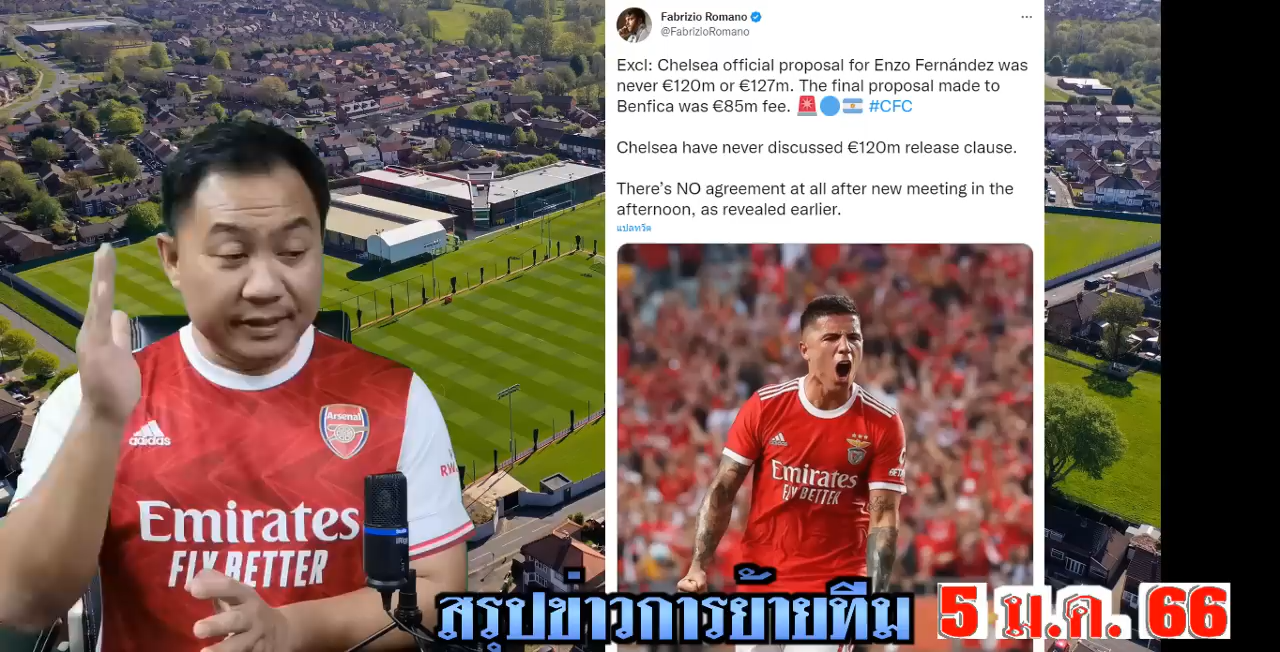 Fabrizio Romano
@FabrizioRomano
Excl: Chelsea official proposal for Enzo Fernández was
never €120m or €127m. The final proposal made to
Benfica was €85m fee. 🚨🔵🇦🇷 #CFC
Chelsea have never discussed €120m release clause.
There’s NO agreement at all after new meeting in the
afternoon, as revealed earlier.
แปลทวีต
Arsenal
adidas
RW
Emirates
FLY BETTER
Emirates
FLY BETTER
สรุปข่าวการย้ายทีม
5 ม.ค. 66